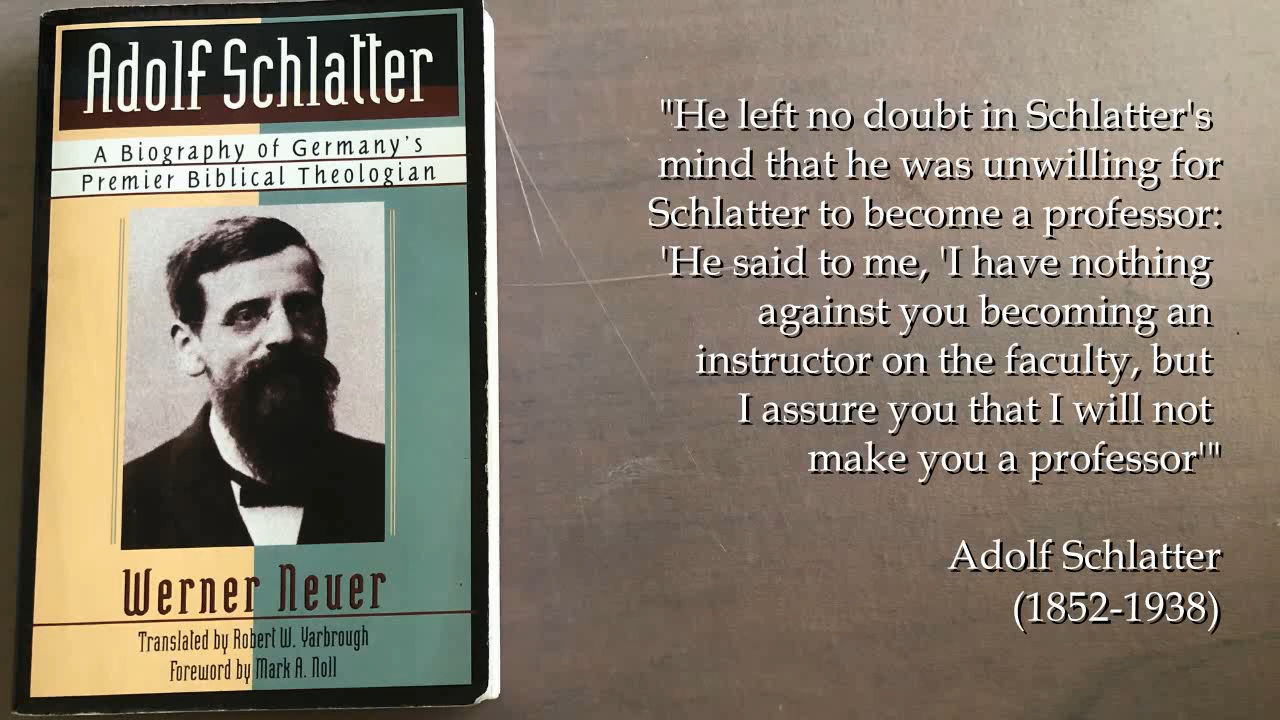 Adolf Schlatter
A Biography of Germany's
Premier Biblical Theologian
Werner Neuer
Translated by Robert W. Yarbrough
Foreword by Mark A. Noll
"He left no doubt in Schlatter's
mind that he was unwilling for
Schlatter to become a professor:
'He said to me, 'I have nothing
against you becoming an
instructor on the faculty, but
I assure you that I will not
make you a professor'"
Adolf Schlatter
(1852-1938)